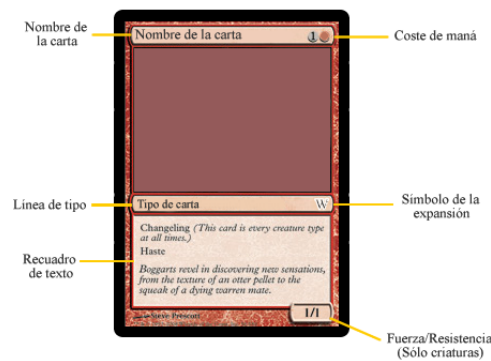 Nombre de
la carta
Nombre de la carta
1
Coste de maná
Línea de tipo
Tipo de carta
W
Símbolo de la
expansión
Recuadro
de texto
Changeling (This card is every creature type
at all times.)
Haste
Boggarts revel in discovering new sensations,
from the texture of an otter pellet to the
squeak of a dying warren mate.
Steve Prescott
1/1
Fuerza/Resistencia
(Sólo criaturas)